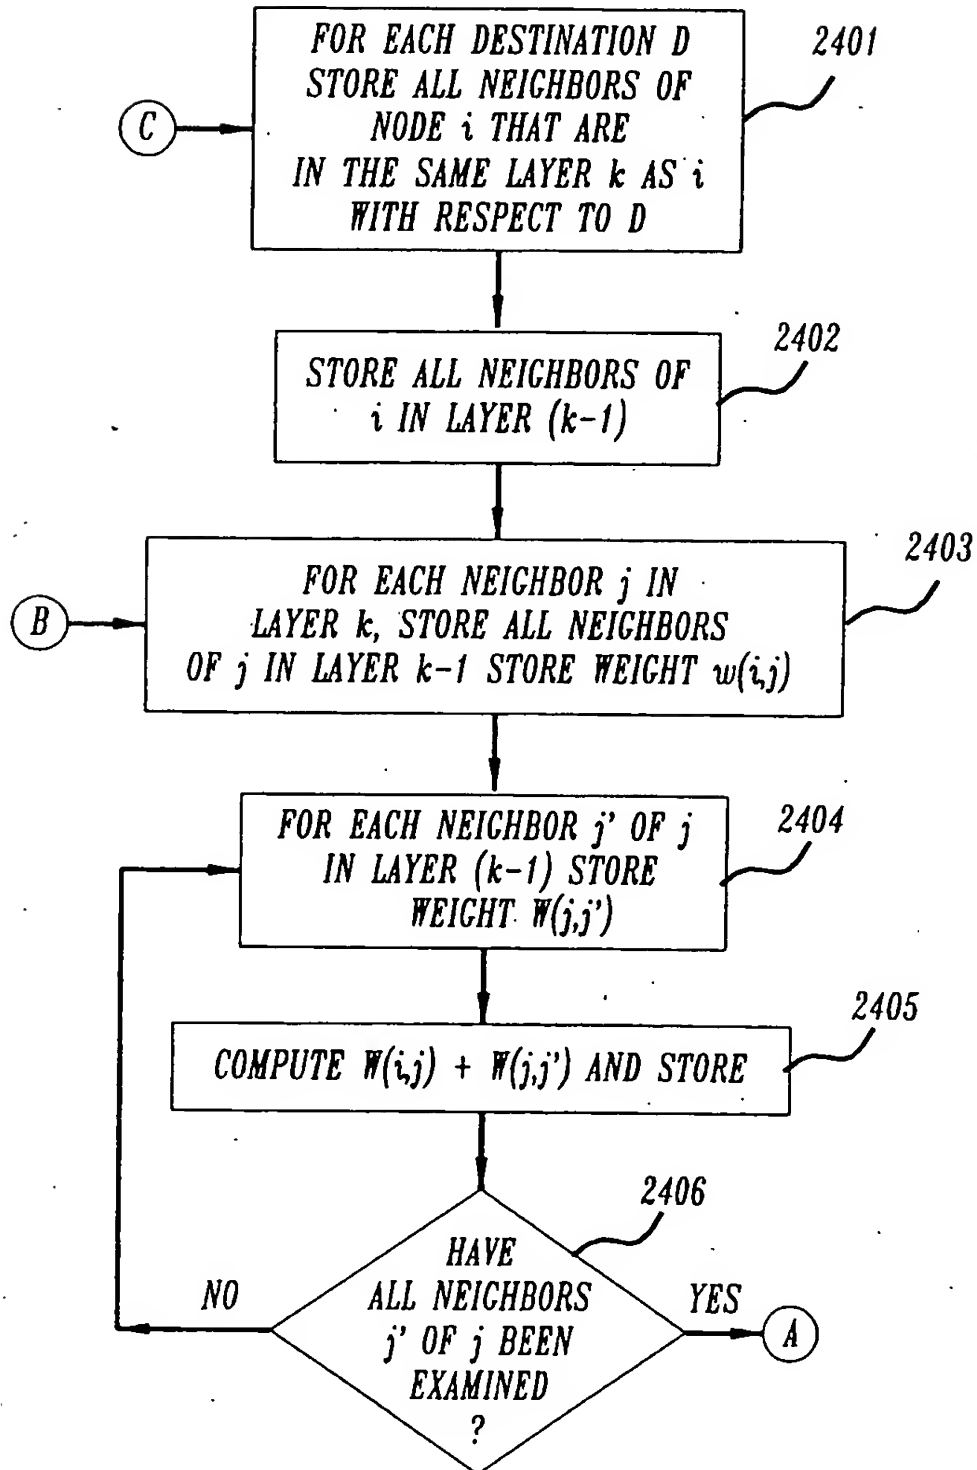 FOR EACH DESTINATION D
STORE ALL NEIGHBORS OF
NODE i THAT ARE
IN THE SAME LAYER k AS i
WITH RESPECT TO D
2401
C
STORE ALL NEIGHBORS OF
i IN LAYER (k-1)
2402
FOR EACH NEIGHBOR j IN
LAYER k, STORE ALL NEIGHBORS
OF j IN LAYER k-1 STORE WEIGHT w(i,j)
2403
B
FOR EACH NEIGHBOR j' OF j
IN LAYER (k-1) STORE
WEIGHT W(j,j')
2404
COMPUTE W(i,j) + W(j,j') AND STORE
2405
HAVE
ALL NEIGHBORS
j' OF j BEEN
EXAMINED
?
2406
NO
YES
A